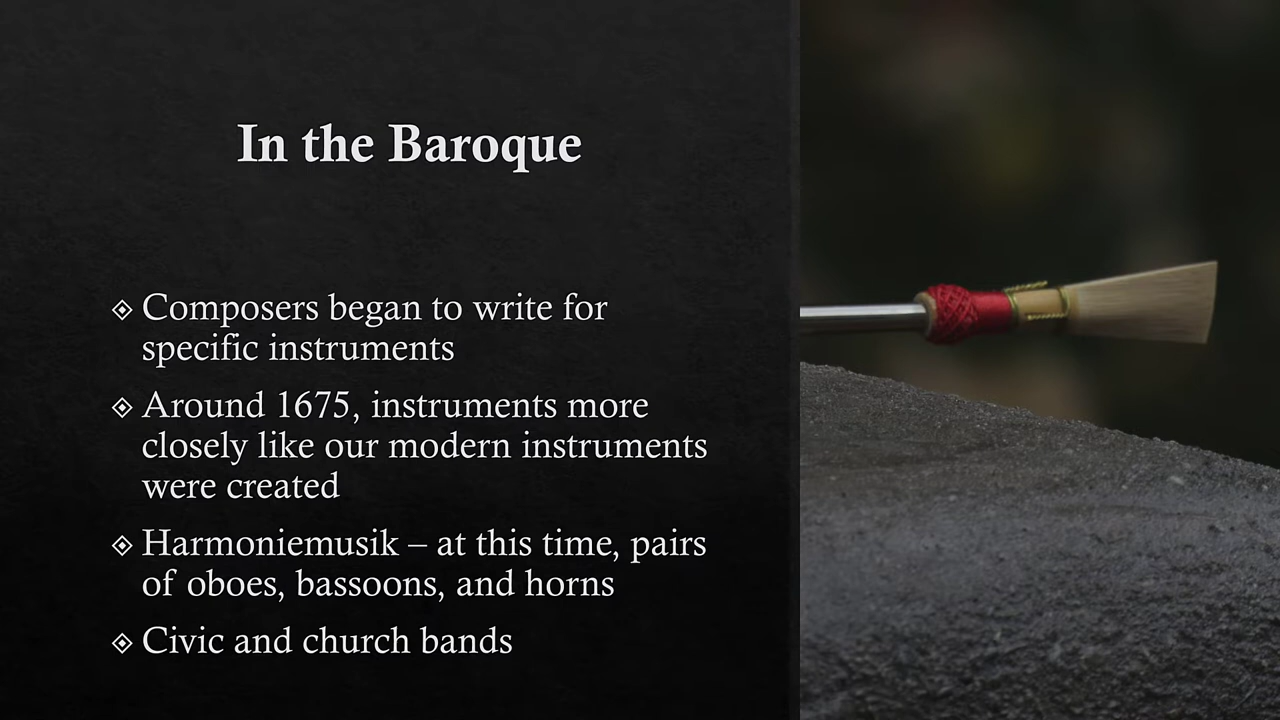 In the Baroque
Composers began to write for
specific instruments
Around 1675, instruments more
closely like our modern instruments
were created
Harmoniemusik – at this time, pairs
of oboes, bassoons, and horns
Civic and church bands